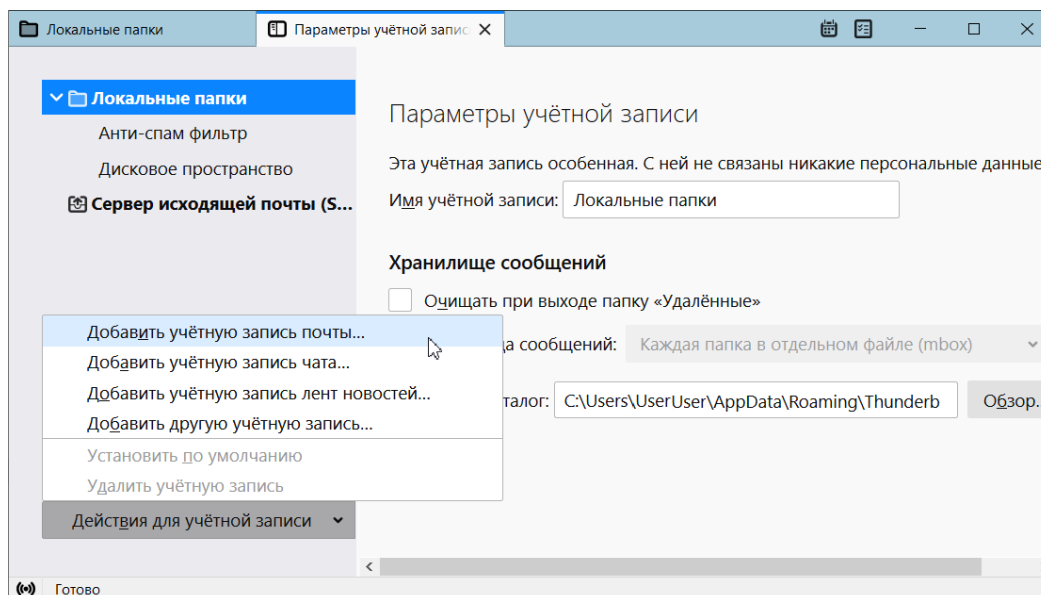 Локальные папки
Параметры учётной запис
Локальные папки
Анти-спам фильтр
Дисковое пространство
Сервер исходящей почты (S...
Параметры учётной записи
Эта учётная запись особенная. С ней не связаны никакие персональные данные
Имя учётной записи: Локальные папки
Хранилище сообщений
Очищать при выходе папку «Удалённые»
Добавить учётную запись почты...
Добавить учётную запись чата...
Добавить учётную запись лент новостей...
Добавить другую учётную запись...
Установить по умолчанию
Удалить учётную запись
Действия для учётной записи
сообщений: Каждая папка в отдельном файле (mbox)
талог: C:\Users\UserUser\AppData\Roaming\Thunderb Обзор..
Готово